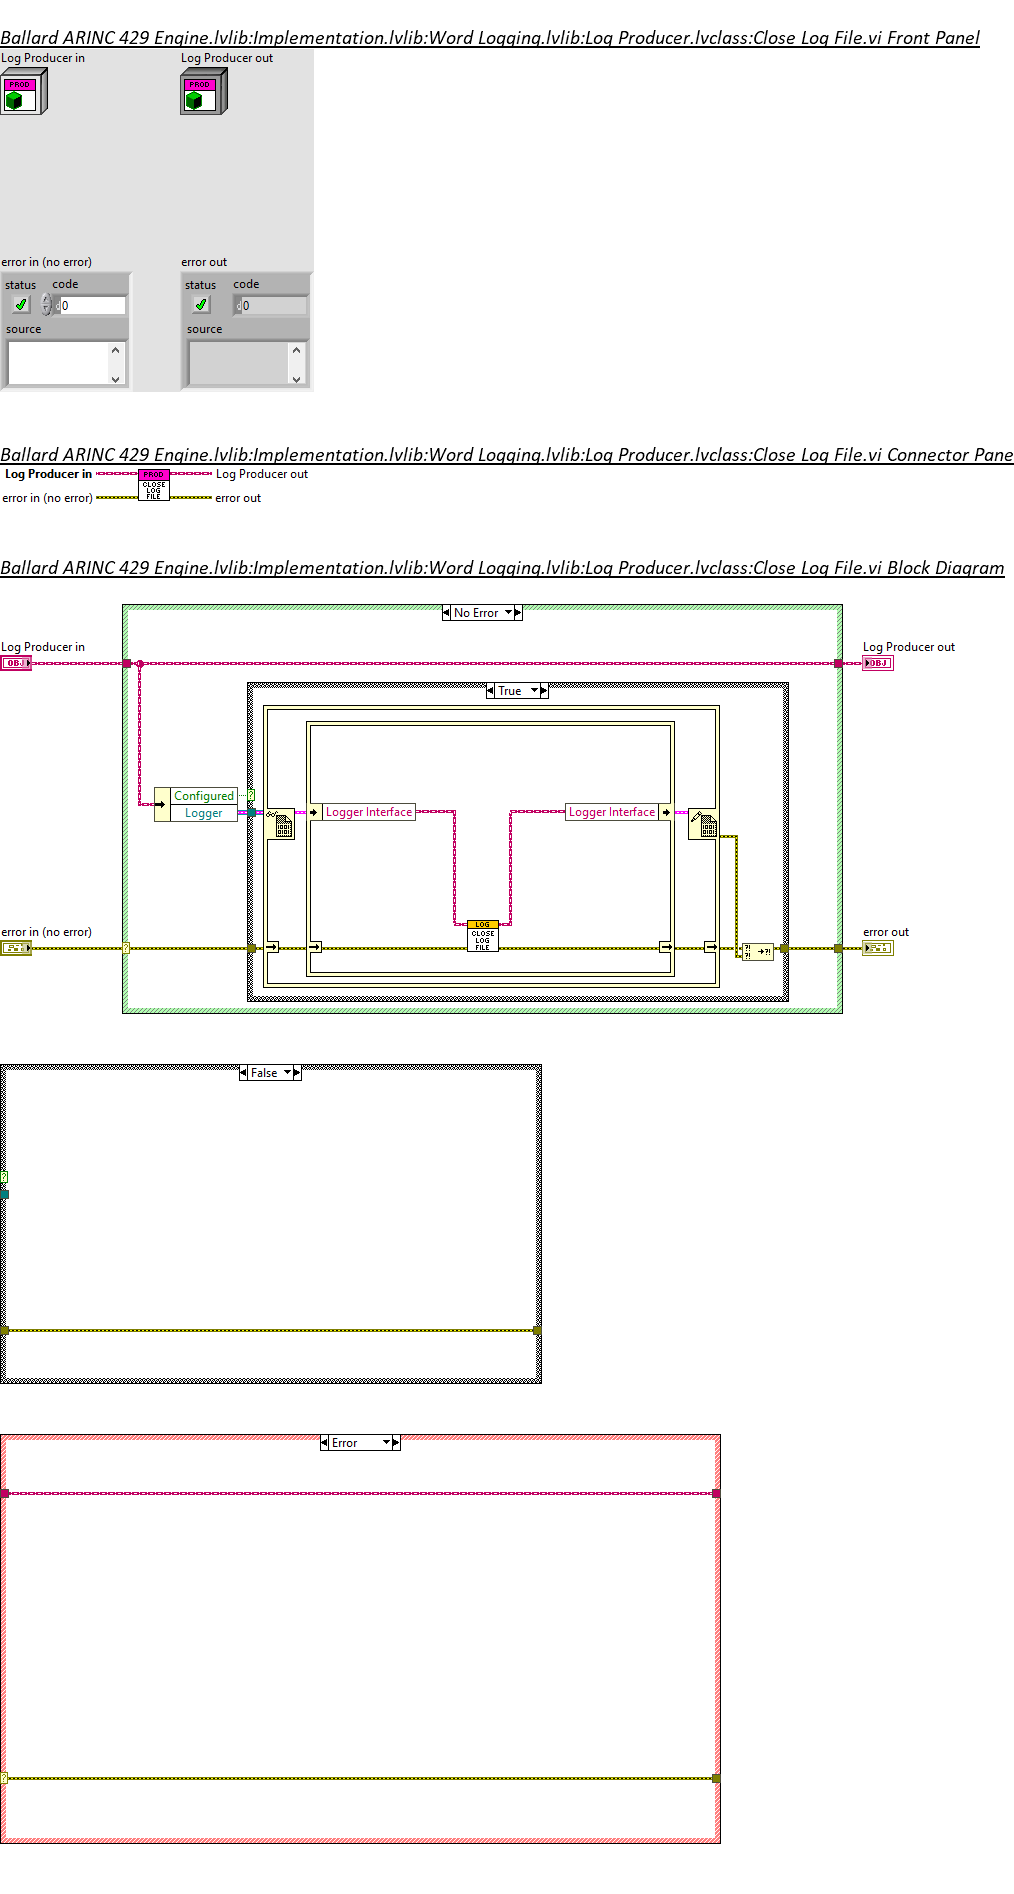 Ballard ARINC 429 Engine.lvlib:Implementation.lvlib:Word Logging.lvlib:Log Producer.lvclass:Close Log File.vi Front Panel
Log Producer in
Log Producer out
PROD
PROD
error in (no error)
error out
status
code
status
code
0
0
source
source
Ballard ARINC 429 Engine.lvlib:Implementation.lvlib:Word Logging.lvlib:Log Producer.lvclass:Close Log File.vi Connector Pane
Log Producer in
PROD
Log Producer out
CLOSE
LOG
FILE
error in (no error)
error out
Ballard ARINC 429 Engine.lvlib:Implementation.lvlib:Word Logging.lvlib:Log Producer.lvclass:Close Log File.vi Block Diagram
No Error
Log Producer in
Log Producer out
OBJ
OBJ
True
Configured
?
Logger
Logger Interface
Logger Interface
LOG
CLOSE
LOG
FILE
error in (no error)
error out
?
?!
?!
?!
False
?
Error
?